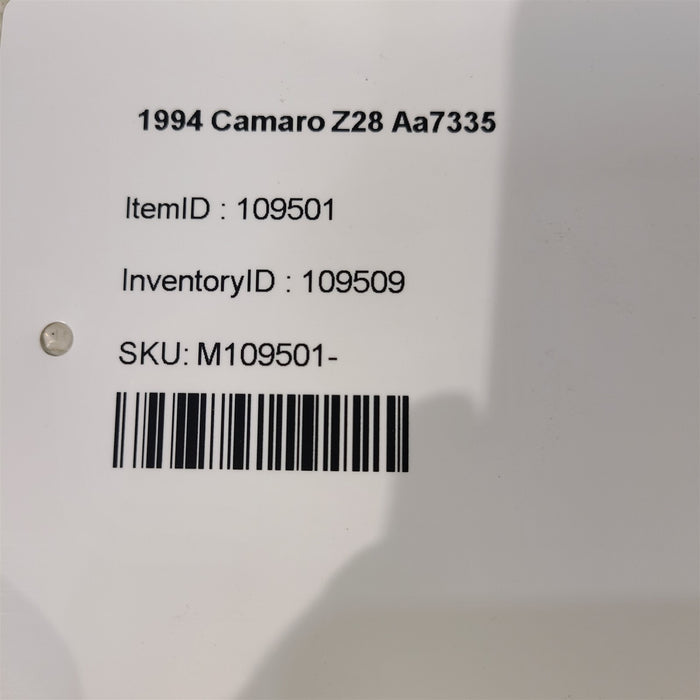 1994 Camaro Z28 Aa7335
ItemID : 109501
InventoryID : 109509
SKU: M109501-